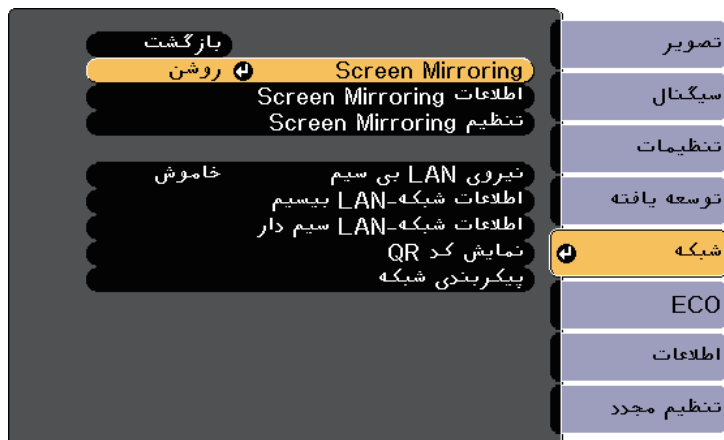 بازگشت
Screen Mirroring روشن
اطلاعات Screen Mirroring
تنظیم Screen Mirroring
نیروی LAN بی سیم خاموش
اطلاعات شبکه-LAN بیسیم
اطلاعات شبکه-LAN سیم دار
نمایش کد QR
پیکربندی شبکه
تصویر
سیگنال
تنظیمات
توسعه یافته
شبکه
ECO
اطلاعات
تنظیم مجدد